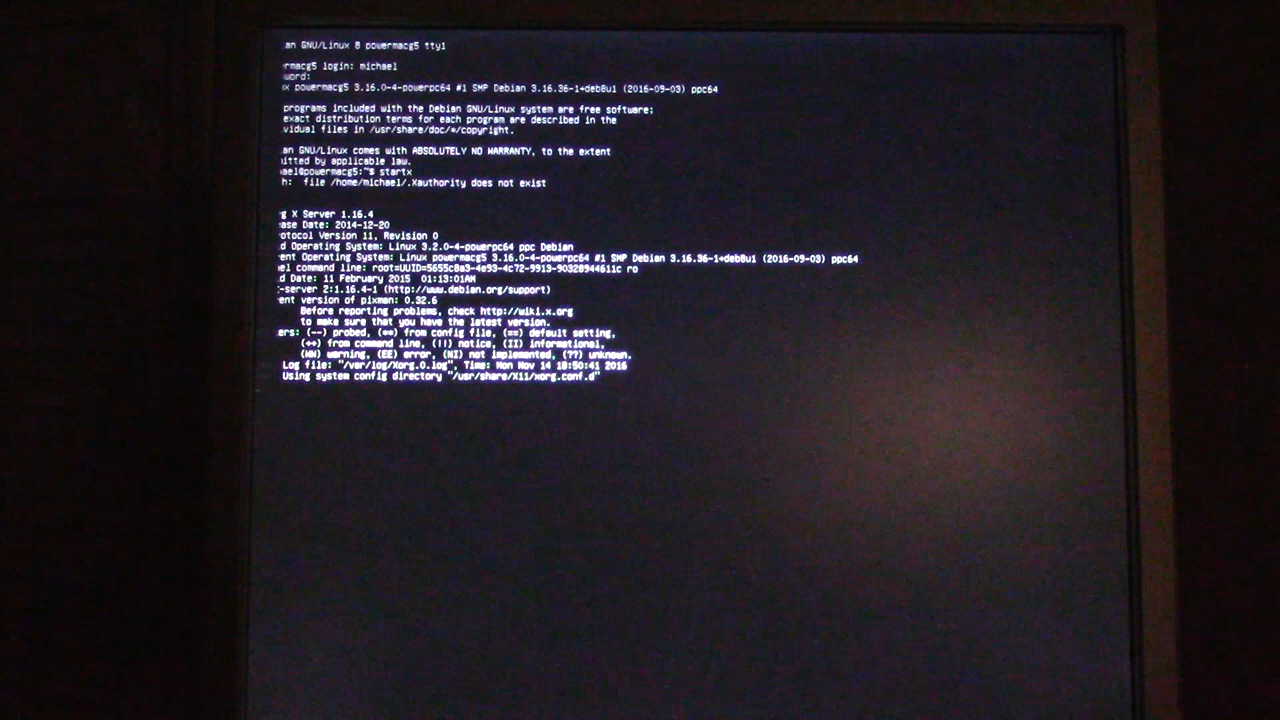 an GNU/Linux 8 powermacg5 tty1
rmacg5 login: michael
word:
ux powermacg5 3.16.0-4-powerpc64 #1 SMP Debian 3.16.36-1+deb8u1 (2016-09-03) ppc64
programs included with the Debian GNU/Linux system are free software;
exact distribution terms for each program are described in the
vidual files in /usr/share/doc/*/copyright.
an GNU/Linux comes with ABSOLUTELY NO WARRANTY, to the extent
itted by applicable law.
ael@powermacg5:~$ startx
h:  file /home/michael/.Xauthority does not exist
g X Server 1.16.4
ase Date: 2014-12-20
otocol Version 11, Revision 0
d Operating System: Linux 3.2.0-4-powerpc64 ppc Debian
ent Operating System: Linux powermacg5 3.16.0-4-powerpc64 #1 SMP Debian 3.16.36-1+deb8u1 (2016-09-03) ppc64
el command line: root=UUID=5655c8a3-4e93-4c72-9913-90328944611c ro
d Date: 11 February 2015  01:13:01AM
-server 2:1.16.4-1 (http://www.debian.org/support)
ent version of pixman: 0.32.6
Before reporting problems, check http://wiki.x.org
to make sure that you have the latest version.
ers: (--) probed, (**) from config file, (==) default setting,
(++) from command line, (!!) notice, (II) informational,
(WW) warning, (EE) error, (NI) not implemented, (??) unknown.
Log file: "/var/log/Xorg.0.log", Time: Mon Nov 14 18:50:41 2016
Using system config directory "/usr/share/X11/xorg.conf.d"